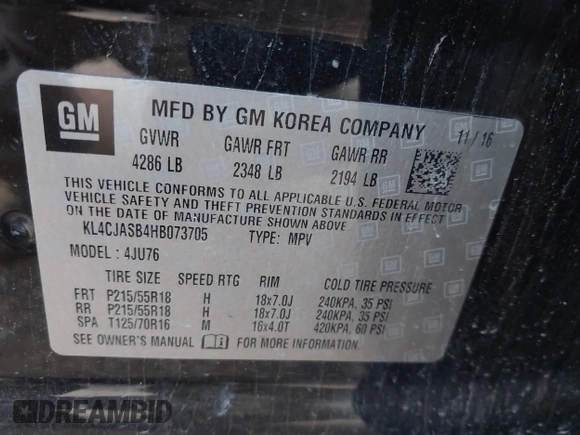 GM
MFD BY GM KOREA COMPANY
11/16
GVWR GAWR FRT GAWR RR
4286 LB 2348 LB 2194 LB
THIS VEHICLE CONFORMS TO ALL APPLICABLE U.S. FEDERAL MOTOR
VEHICLE SAFETY AND THEFT PREVENTION STANDARDS IN EFFECT
ON THE DATE OF MANUFACTURE SHOWN ABOVE
KL4CJASB4HB073705 TYPE: MPV
MODEL : 4JU76
TIRE SIZE SPEED RTG RIM COLD TIRE PRESSURE
FRT P215/55R18 H 18x7.0J 240KPA, 35 PSI
RR P215/55R18 H 18x7.0J 240KPA, 35 PSI
SPA T125/70R16 M 16x4.0T 420KPA, 60 PSI
SEE OWNER'S MANUAL FOR MORE INFORMATION
DREAMBID